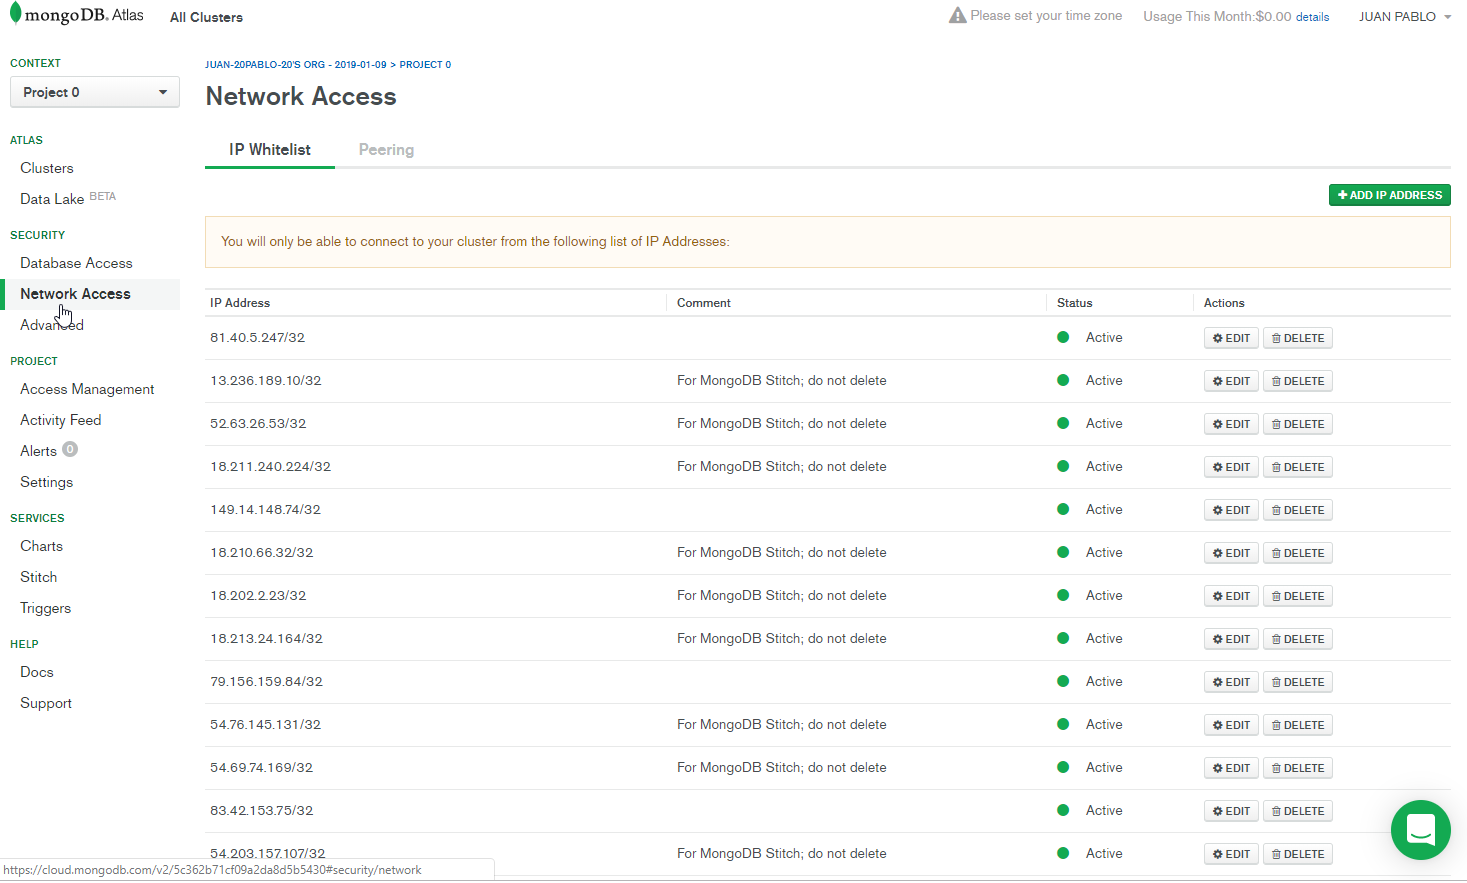 mongoDB. Atlas
All Clusters
Please set your time zone
Usage This Month:$0.00 details
JUAN PABLO
CONTEXT
Project 0
ATLAS
Clusters
Data Lake BETA
SECURITY
Database Access
Network Access
Advanced
PROJECT
Access Management
Activity Feed
Alerts 0
Settings
SERVICES
Charts
Stitch
Triggers
HELP
Docs
Support
JUAN-20PABLO-20'S ORG - 2019-01-09 > PROJECT 0
Network Access
IP Whitelist Peering
+ ADD IP ADDRESS
You will only be able to connect to your cluster from the following list of IP Addresses:
IP Address Comment Status Actions
81.40.5.247/32 Active EDIT DELETE
13.236.189.10/32 For MongoDB Stitch; do not delete Active EDIT DELETE
52.63.26.53/32 For MongoDB Stitch; do not delete Active EDIT DELETE
18.211.240.224/32 For MongoDB Stitch; do not delete Active EDIT DELETE
149.14.148.74/32 Active EDIT DELETE
18.210.66.32/32 For MongoDB Stitch; do not delete Active EDIT DELETE
18.202.2.23/32 For MongoDB Stitch; do not delete Active EDIT DELETE
18.213.24.164/32 For MongoDB Stitch; do not delete Active EDIT DELETE
79.156.159.84/32 Active EDIT DELETE
54.76.145.131/32 For MongoDB Stitch; do not delete Active EDIT DELETE
54.69.74.169/32 For MongoDB Stitch; do not delete Active EDIT DELETE
83.42.153.75/32 Active EDIT DELETE
54.203.157.107/32 For MongoDB Stitch; do not delete Active EDIT DELETE
https://cloud.mongodb.com/v2/5c362b71cf09a2da8d5b5430#security/network